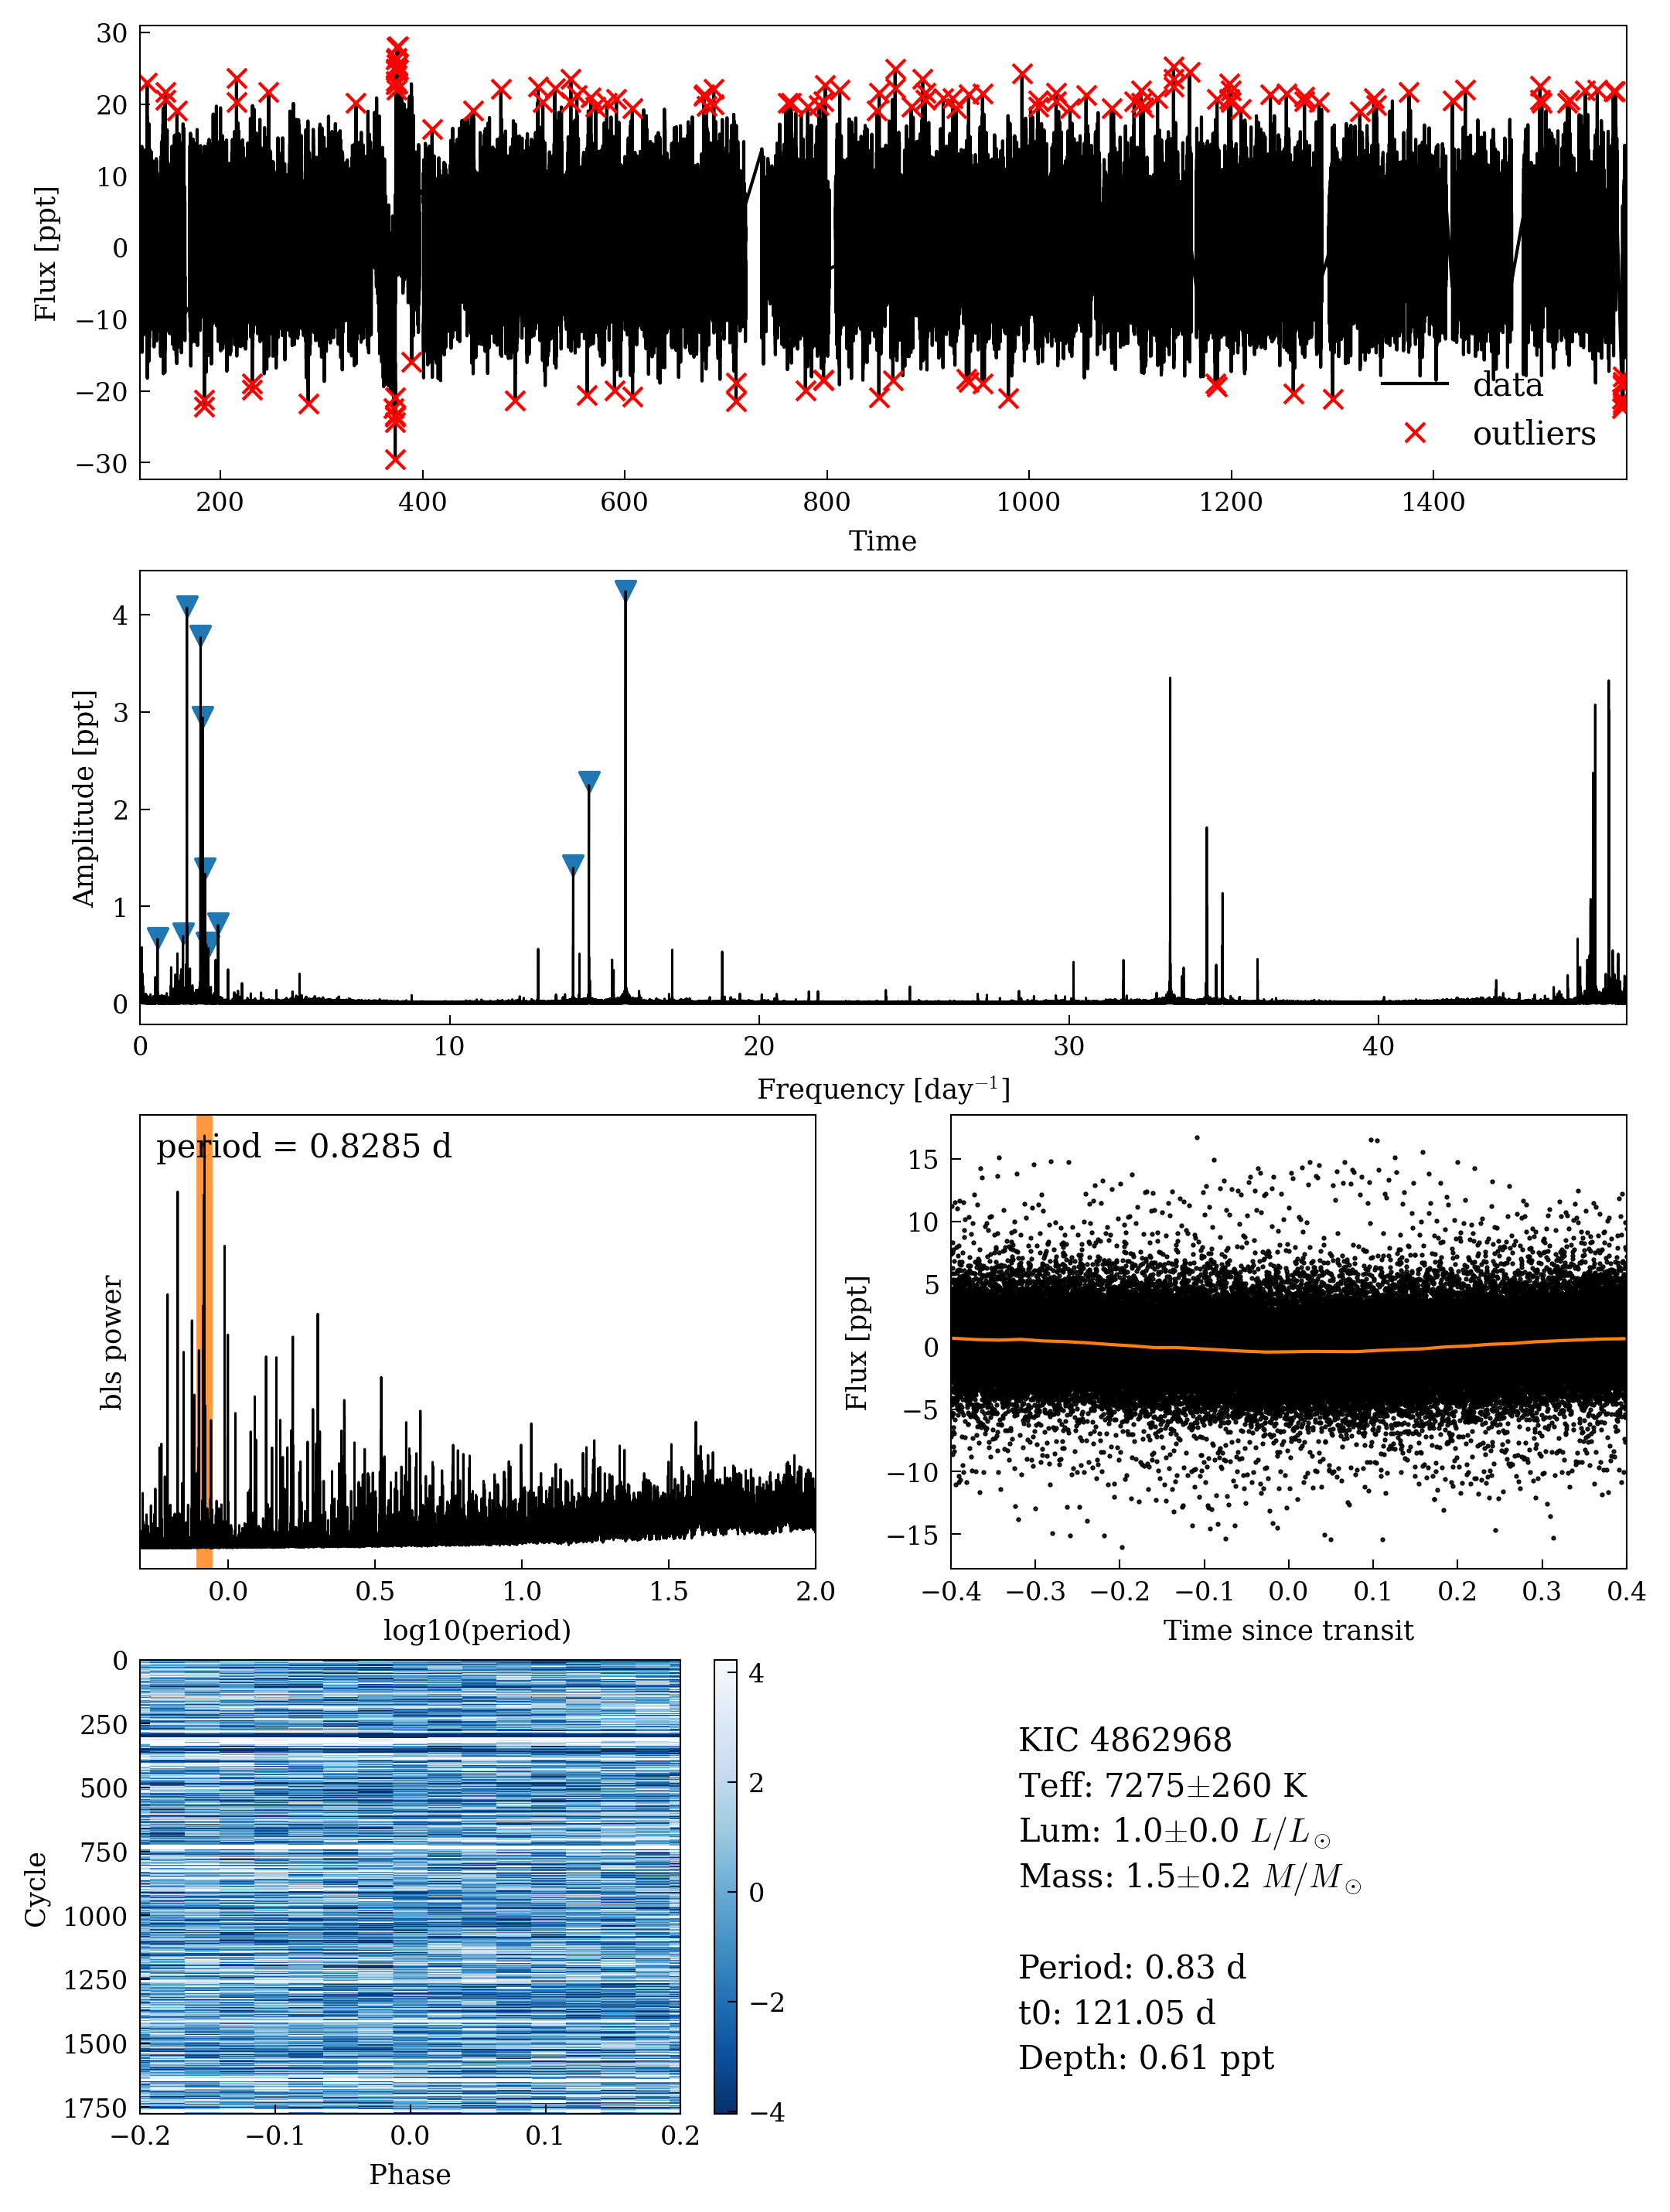 30
20
10
0
−10
−20
−30
Flux [ppt]
data
outliers
200 400 600 800 1000 1200 1400
Time
4
3
2
1
0
Amplitude [ppt]
0 10 20 30 40
Frequency [day⁻¹]
period = 0.8285 d
bls power
0.0 0.5 1.0 1.5 2.0
log10(period)
15
10
5
0
−5
−10
−15
Flux [ppt]
−0.4 −0.3 −0.2 −0.1 0.0 0.1 0.2 0.3 0.4
Time since transit
0
250
500
750
1000
1250
1500
1750
Cycle
−0.2 −0.1 0.0 0.1 0.2
Phase
4
2
0
−2
−4
KIC 4862968
Teff: 7275±260 K
Lum: 1.0±0.0 L/L⊙
Mass: 1.5±0.2 M/M⊙
Period: 0.83 d
t0: 121.05 d
Depth: 0.61 ppt